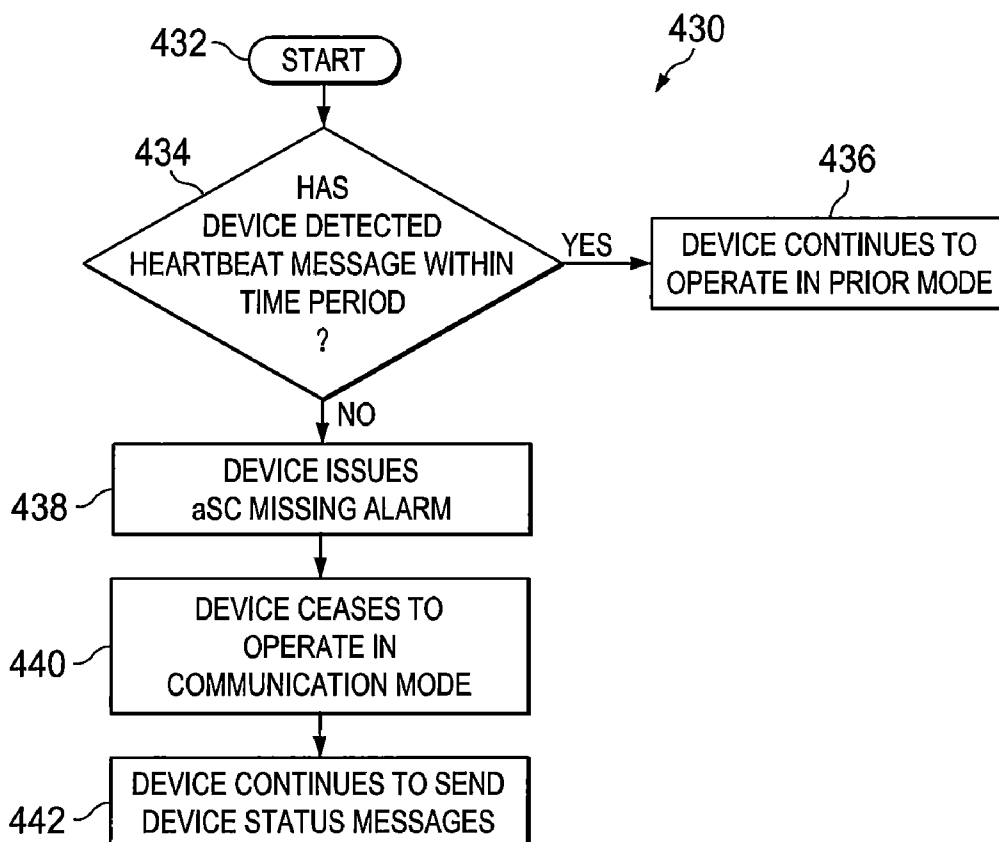 432
START
430
434
HAS
DEVICE DETECTED
HEARTBEAT MESSAGE WITHIN
TIME PERIOD
?
YES
436
DEVICE CONTINUES TO
OPERATE IN PRIOR MODE
NO
438
DEVICE ISSUES
aSC MISSING ALARM
440
DEVICE CEASES TO
OPERATE IN
COMMUNICATION MODE
442
DEVICE CONTINUES TO SEND
DEVICE STATUS MESSAGES